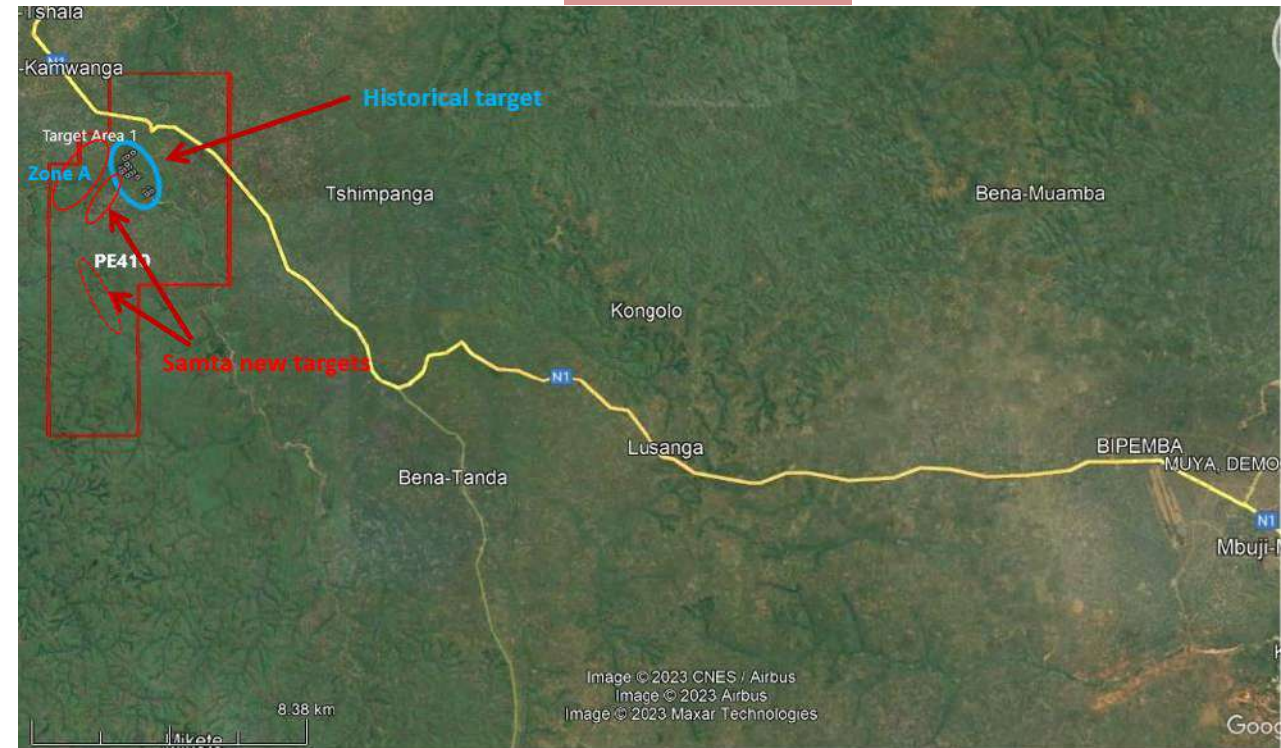 -Tshala
N1
-Kamwanga
Historical target
Target Area 1
Zone A
Tshimpanga
Bena-Muamba
PE410
Kongolo
Samta new targets
N1
Lusanga
BIPEMBA
MUYA, DEMO
Bena-Tanda
N1
Mbuji-
Image © 2023 CNES / Airbus
Image © 2023 Airbus
Image © 2023 Maxar Technologies
8.38 km
Mikete
Goog